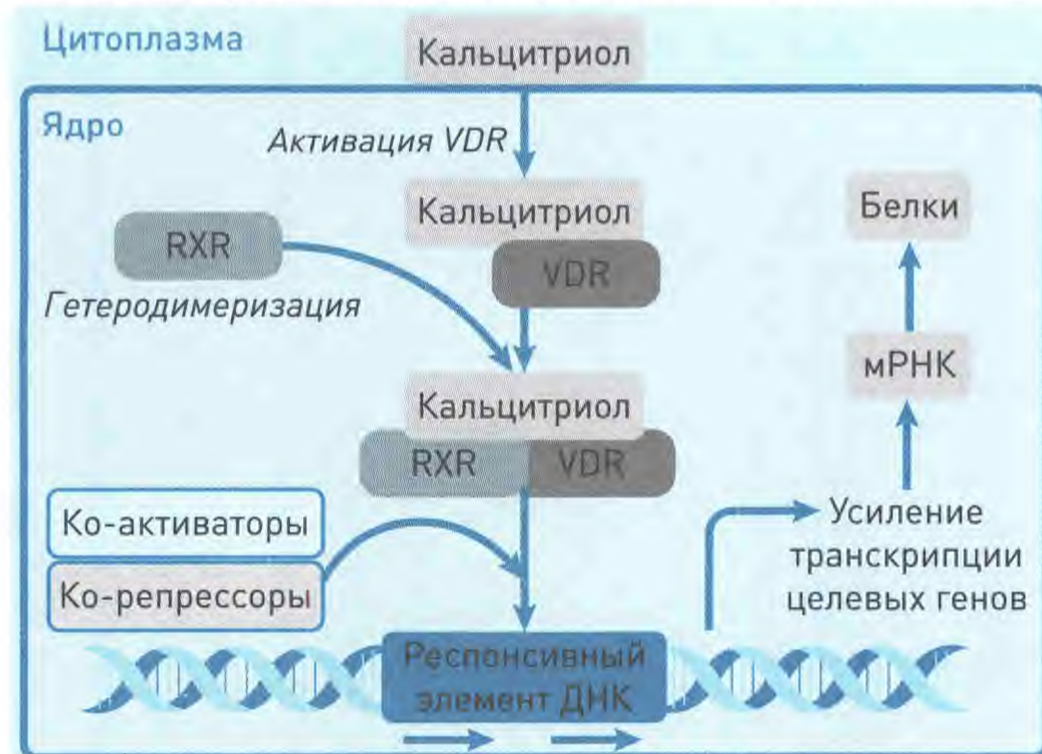 Цитоплазма
Кальцитриол
Ядро
Активация VDR
Кальцитриол
VDR
RXR
Гетеродимеризация
Кальцитриол
RXR
VDR
Ко-активаторы
Ко-репрессоры
Респонсивный
элемент ДНК
Усиление
транскрипции
целевых генов
мРНК
Белки